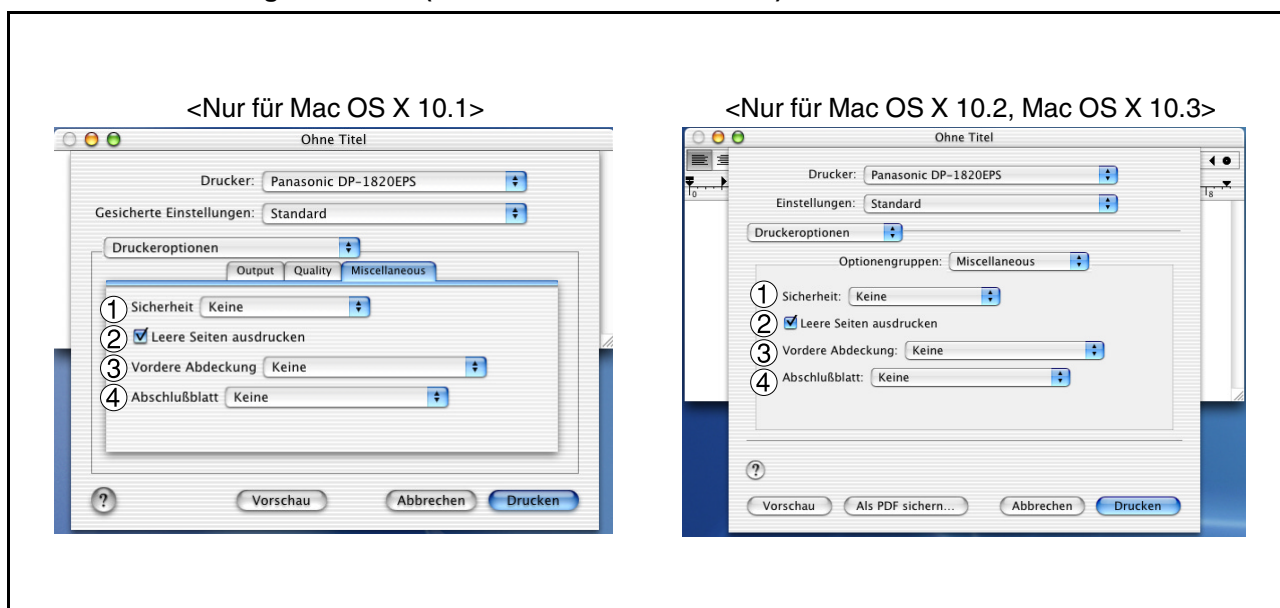 <Nur für Mac OS X 10.1>
Ohne Titel
Drucker: Panasonic DP-1820EPS
Gesicherte Einstellungen: Standard
Druckeroptionen
Output Quality Miscellaneous
① Sicherheit Keine
② Leere Seiten ausdrucken
③ Vordere Abdeckung Keine
④ Abschlußblatt Keine
? Vorschau Abbrechen Drucken
<Nur für Mac OS X 10.2, Mac OS X 10.3>
Ohne Titel
Drucker: Panasonic DP-1820EPS
Einstellungen: Standard
0 18
Druckeroptionen
Optionengruppen: Miscellaneous
① Sicherheit: Keine
② Leere Seiten ausdrucken
③ Vordere Abdeckung: Keine
④ Abschlußblatt: Keine
?
Vorschau Als PDF sichern... Abbrechen Drucken